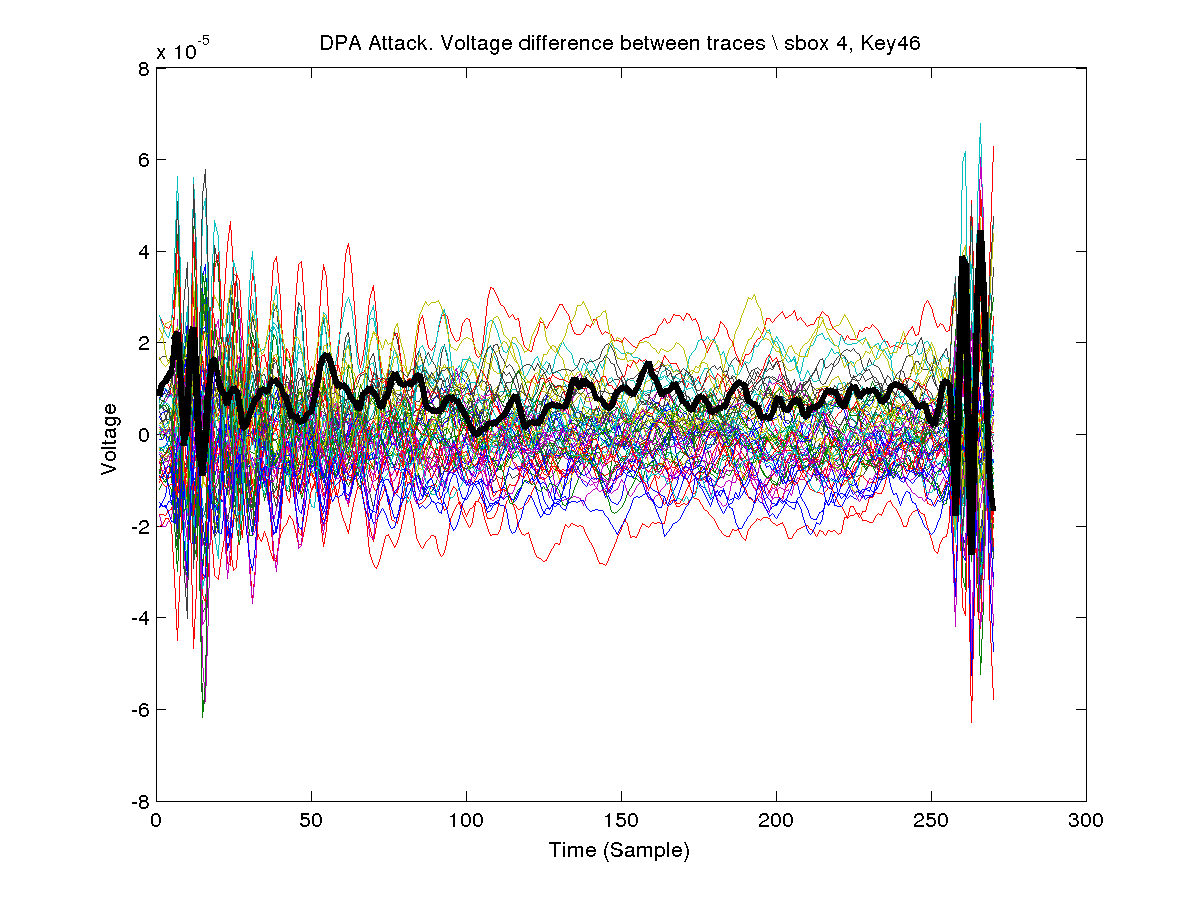 DPA Attack. Voltage difference between traces \ sbox 4, Key46
x 10-5
8
6
4
2
0
-2
-4
-6
-8
Voltage
0 50 100 150 200 250 300
Time (Sample)